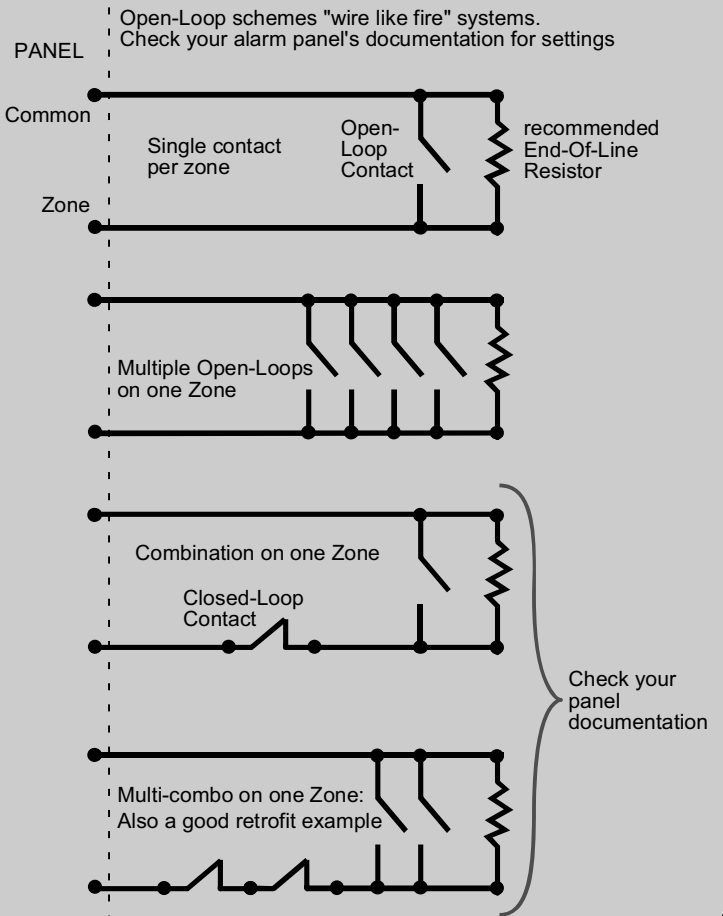 Open-Loop schemes "wire like fire" systems.
Check your alarm panel's documentation for settings
PANEL
Common
Single contact
per zone
Open-
Loop
Contact
recommended
End-Of-Line
Resistor
Zone
Multiple Open-Loops
on one Zone
Combination on one Zone
Closed-Loop
Contact
Check your
panel
documentation
Multi-combo on one Zone:
Also a good retrofit example